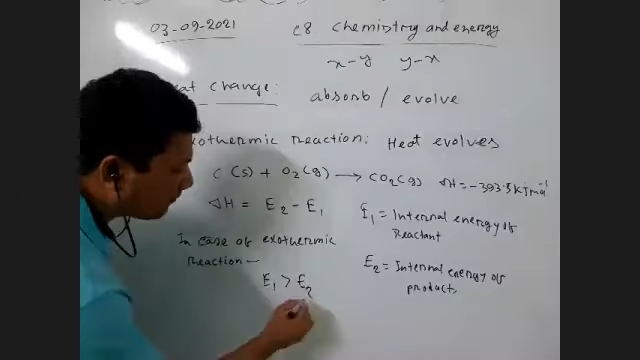 03-09-2021
C8 Chemistry and energy
x-y y-x
eat change: absorb / evolve
xothermic Reaction: Heat evolves
C(s) + O₂(g) ⟶ CO₂(g) ΔH = -393.5 kJmol⁻¹
ΔH = E₂ - E₁
E₁ = Internal energy of
Reactant
In case of exothermic
Reaction —
E₁ > E₂
E₂ = Internal energy of
products